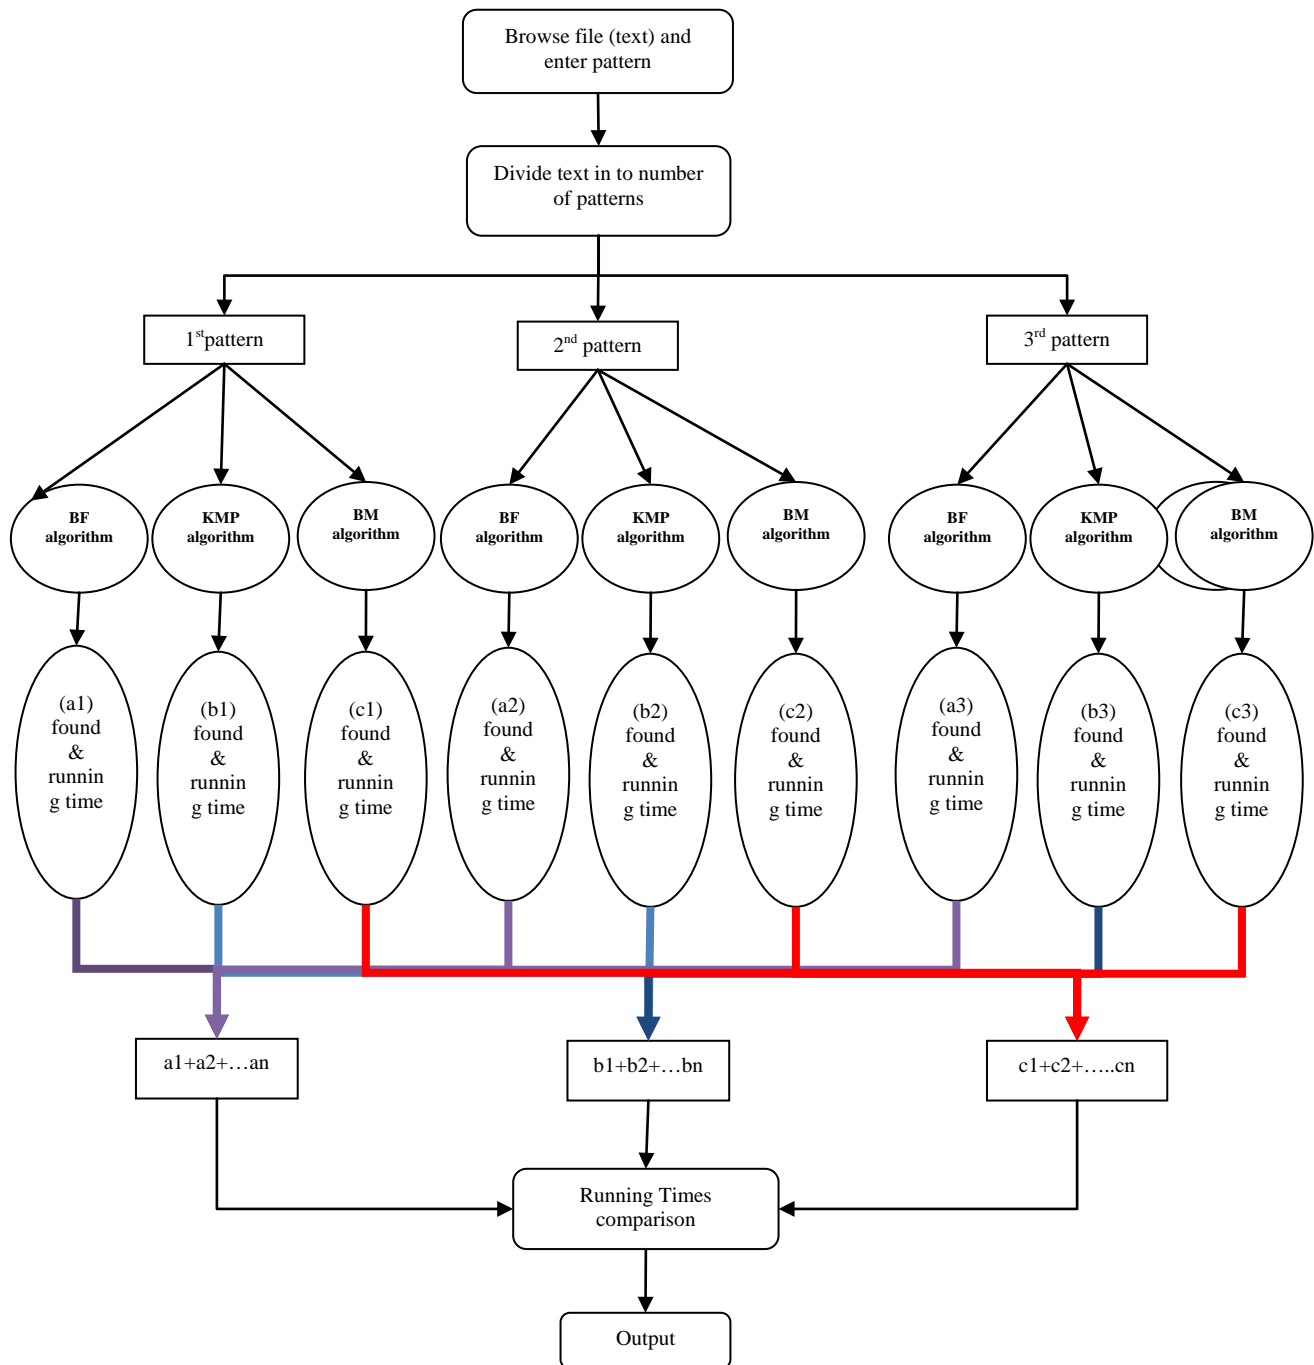 Browse file (text) and
enter pattern
Divide text in to number
of patterns
1st pattern
2nd pattern
3rd pattern
BF
algorithm
KMP
algorithm
BM
algorithm
BF
algorithm
KMP
algorithm
BM
algorithm
BF
algorithm
KMP
algorithm
BM
algorithm
(a1)
found
&
runnin
g time
(b1)
found
&
runnin
g time
(c1)
found
&
runnin
g time
(a2)
found
&
runnin
g time
(b2)
found
&
runnin
g time
(c2)
found
&
runnin
g time
(a3)
found
&
runnin
g time
(b3)
found
&
runnin
g time
(c3)
found
&
runnin
g time
a1+a2+…an
b1+b2+…bn
c1+c2+…..cn
Running Times
comparison
Output